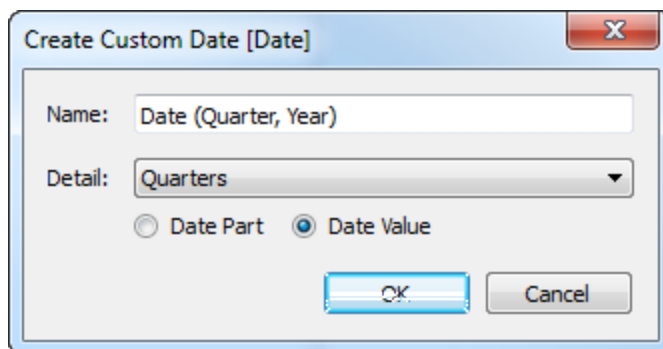 Create Custom Date [Date]
Name: Date (Quarter, Year)
Detail: Quarters
Date Part Date Value
OK Cancel